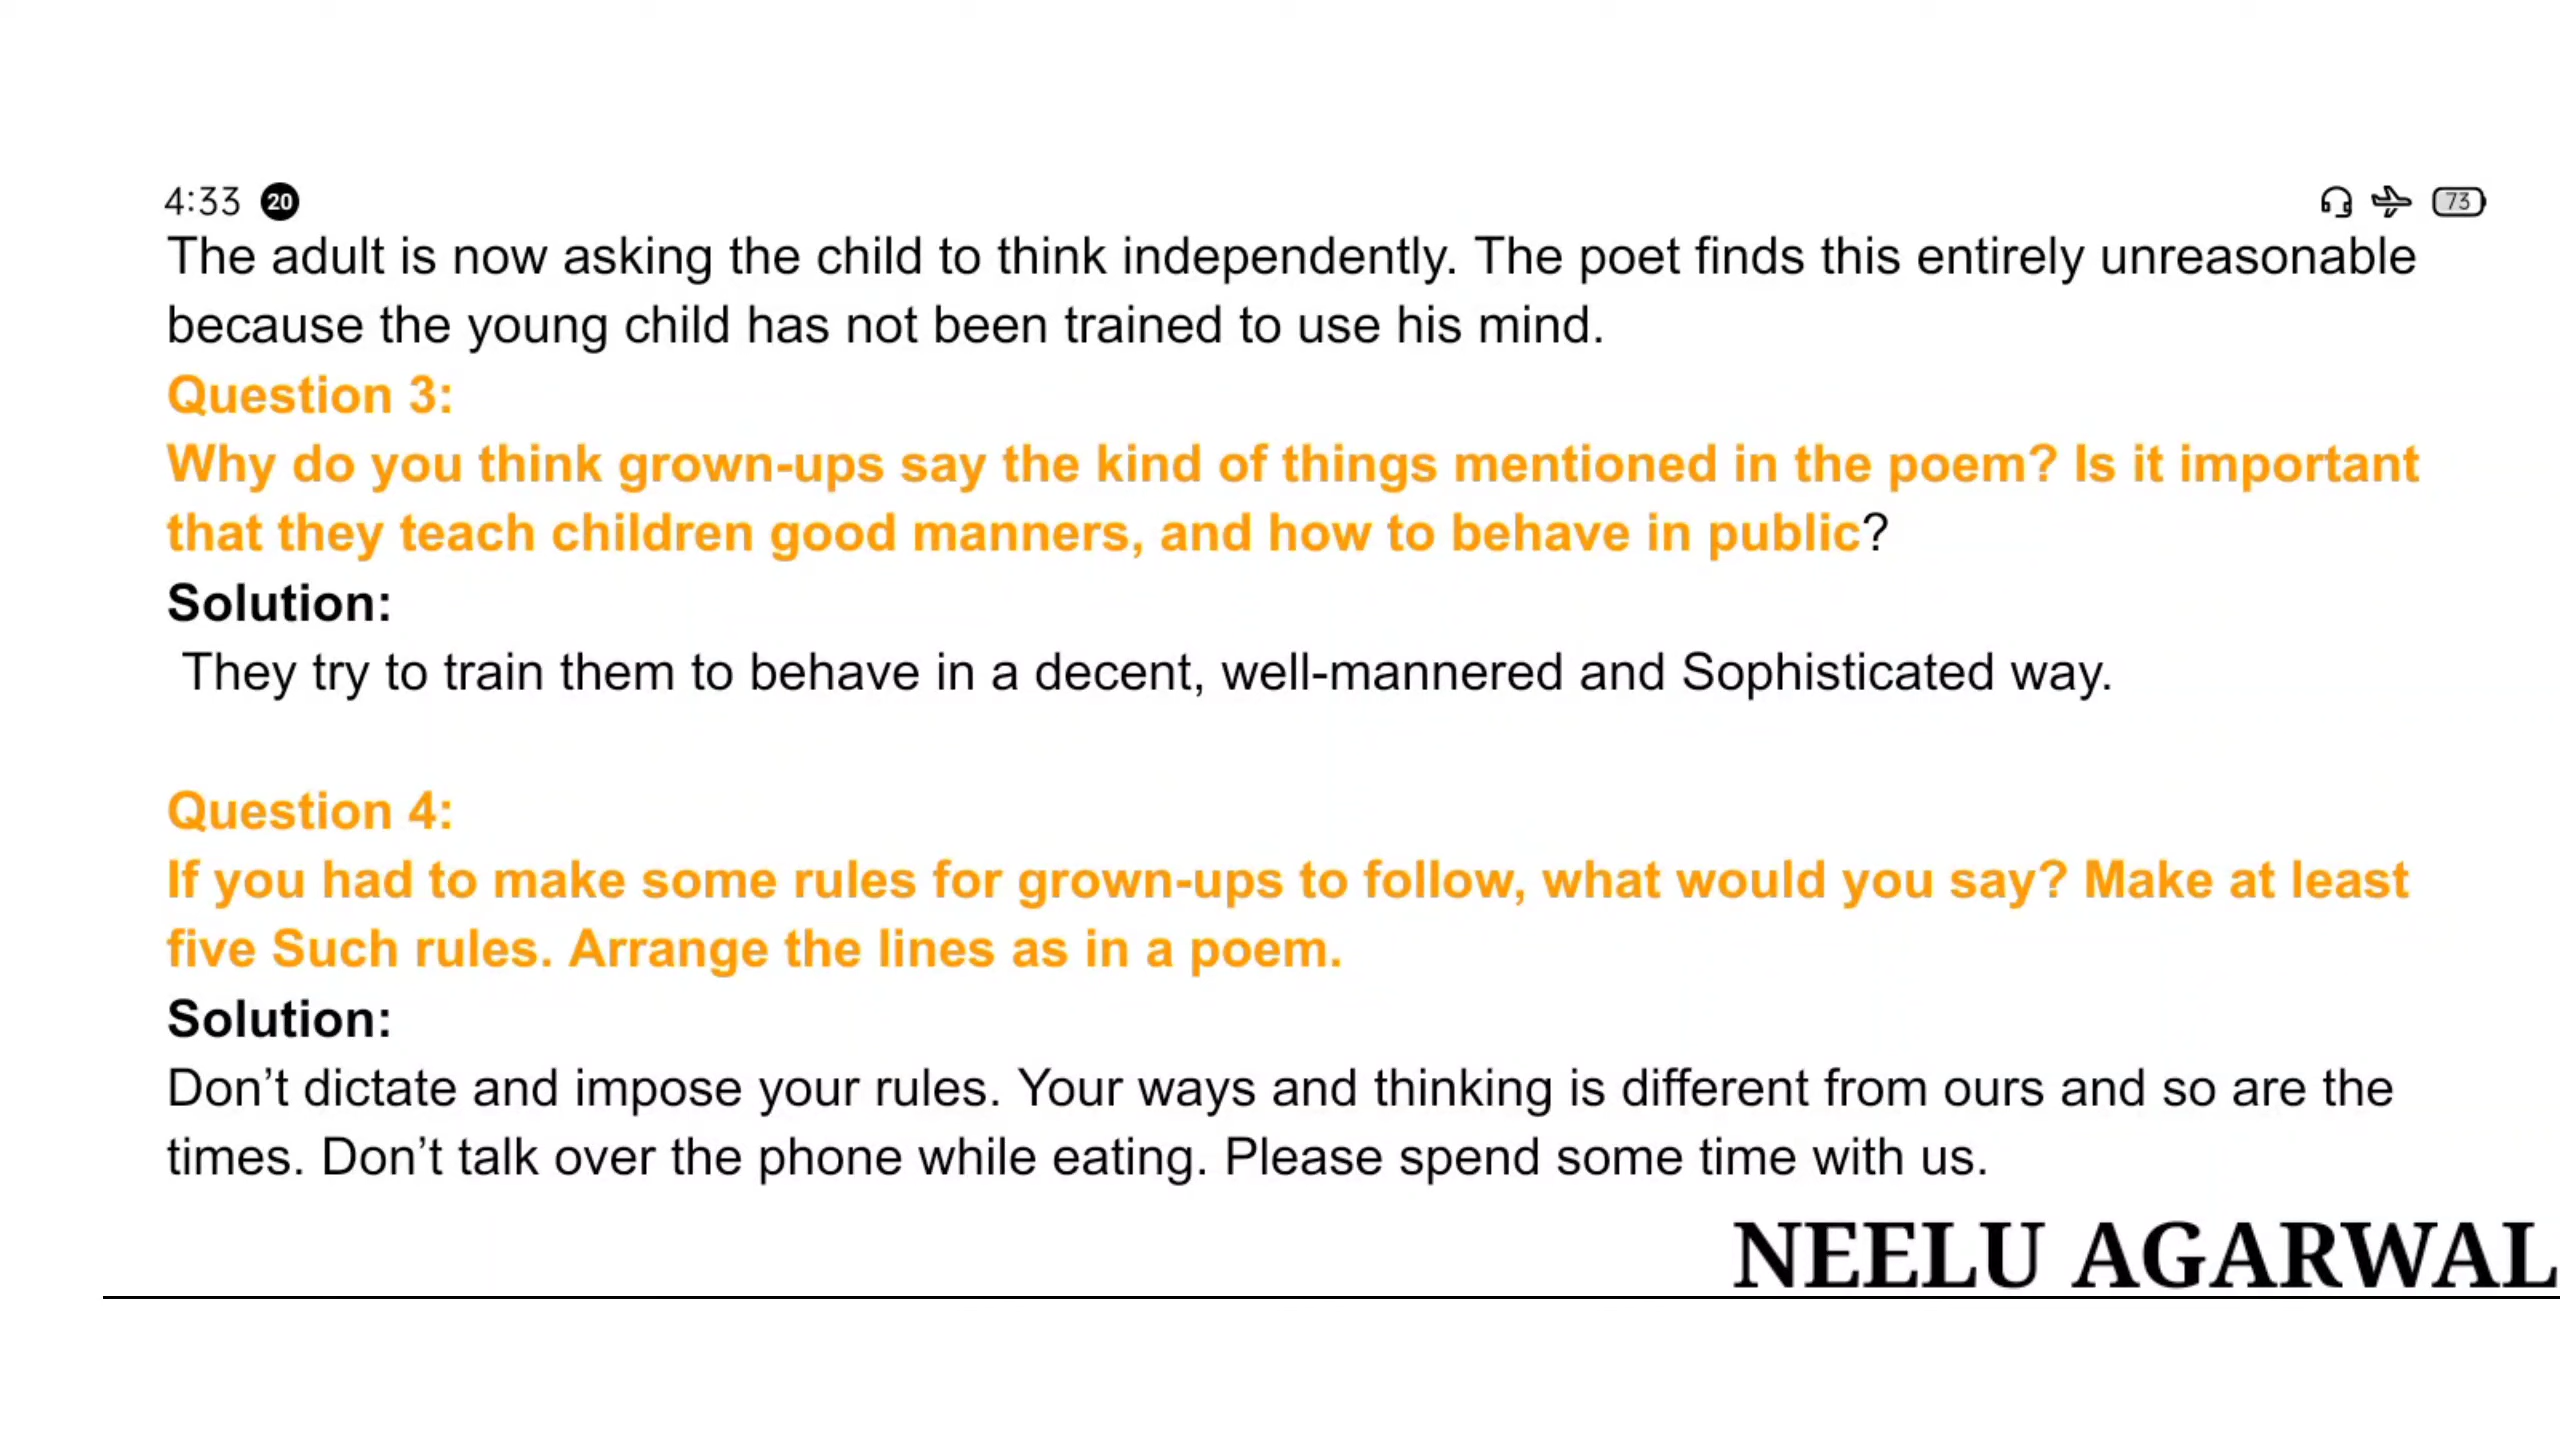 4:33 20 73
The adult is now asking the child to think independently. The poet finds this entirely unreasonable
because the young child has not been trained to use his mind.
Question 3:
Why do you think grown-ups say the kind of things mentioned in the poem? Is it important
that they teach children good manners, and how to behave in public?
Solution:
They try to train them to behave in a decent, well-mannered and Sophisticated way.
Question 4:
If you had to make some rules for grown-ups to follow, what would you say? Make at least
five Such rules. Arrange the lines as in a poem.
Solution:
Don’t dictate and impose your rules. Your ways and thinking is different from ours and so are the
times. Don’t talk over the phone while eating. Please spend some time with us.
NEELU AGARWAL